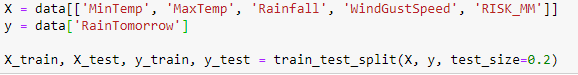 X = data[['MinTemp', 'MaxTemp', 'Rainfall', 'WindGustSpeed', 'RISK_MM']]
y = data['RainTomorrow']
X_train, X_test, y_train, y_test = train_test_split(X, y, test_size=0.2)